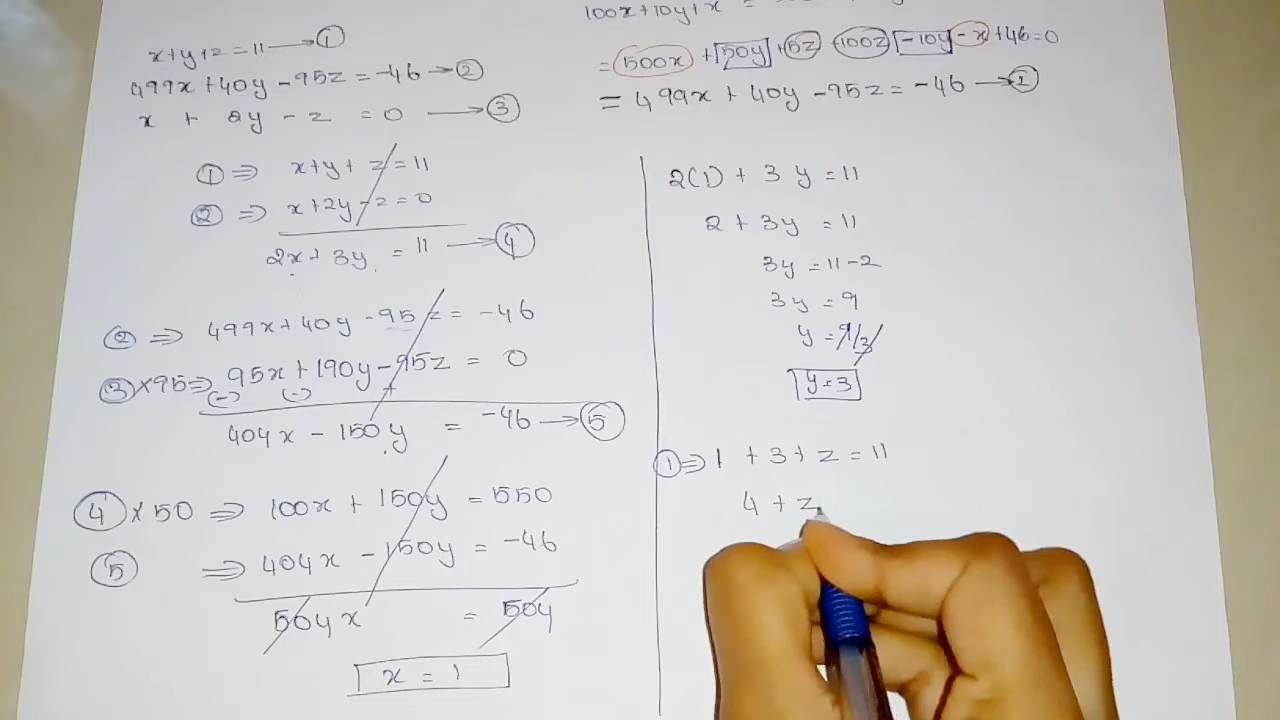 x+y+z=11 → ①
499x+40y-95z=-46 → ②
x + 2y - z = 0 → ③
① ⇒ x+y+z=11
② ⇒ x+2y-z=0
2x+3y = 11 → ④
② ⇒ 499x+40y-95z=-46
③×95⇒ 95x+190y-95z = 0
(-) (-) +
404x-150y = -46 → ⑤
④×50 ⇒ 100x+150y=550
⑤ ⇒ 404x-150y=-46
504x = 504
x = 1
100x+10y+x =
= 500x +50y +5z -100z -10y -x +46=0
= 499x+40y-95z=-46 → ②
2(1)+3y=11
2+3y=11
3y=11-2
3y=9
y=9/3
y=3
①⇒ 1+3+z=11
4+z